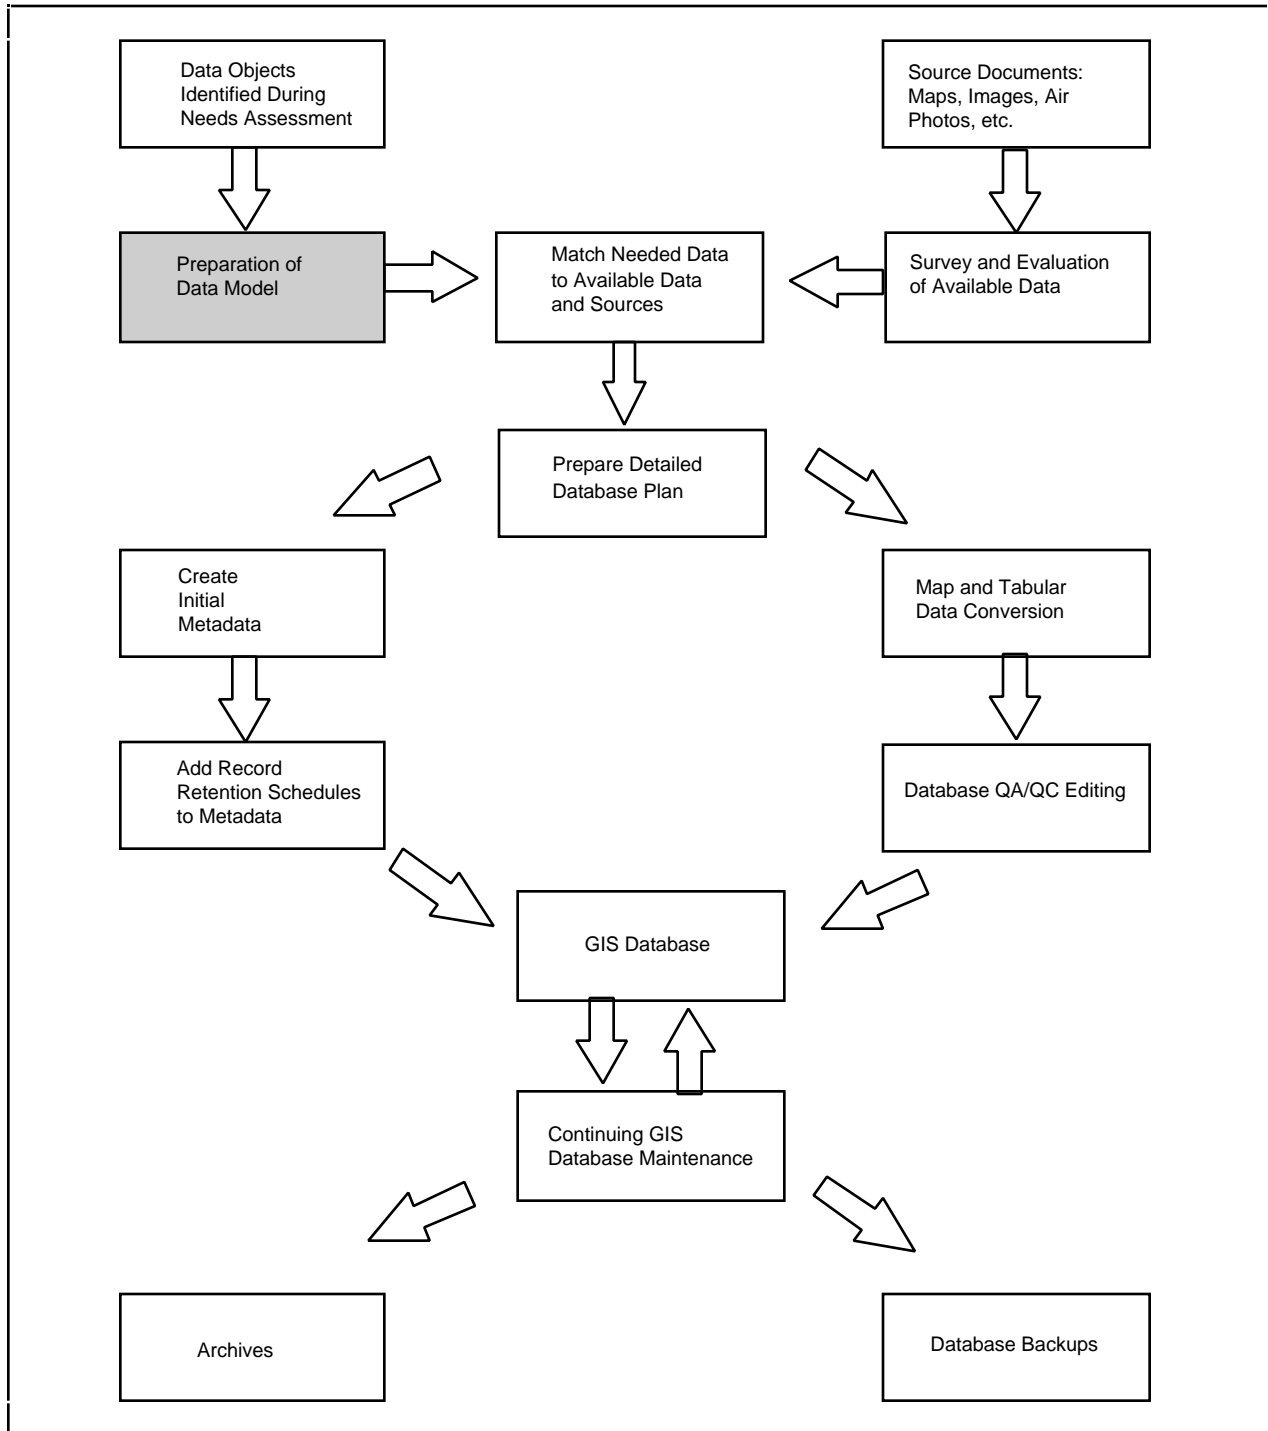 Data Objects
Identified During
Needs Assessment
Source Documents:
Maps, Images, Air
Photos, etc.
Preparation of
Data Model
Match Needed Data
to Available Data
and Sources
Survey and Evaluation
of Available Data
Prepare Detailed
Database Plan
Create
Initial
Metadata
Map and Tabular
Data Conversion
Add Record
Retention Schedules
to Metadata
Database QA/QC Editing
GIS Database
Continuing GIS
Database Maintenance
Archives
Database Backups